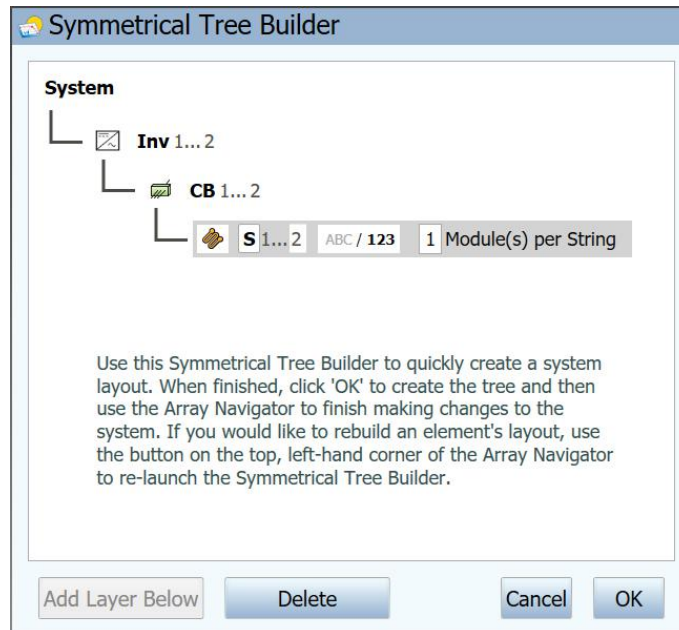 Symmetrical Tree Builder
System
Inv 1... 2
CB 1... 2
S 1... 2 ABC / 123 1 Module(s) per String
Use this Symmetrical Tree Builder to quickly create a system
layout. When finished, click 'OK' to create the tree and then
use the Array Navigator to finish making changes to the
system. If you would like to rebuild an element's layout, use
the button on the top, left-hand corner of the Array Navigator
to re-launch the Symmetrical Tree Builder.
Add Layer Below Delete Cancel OK